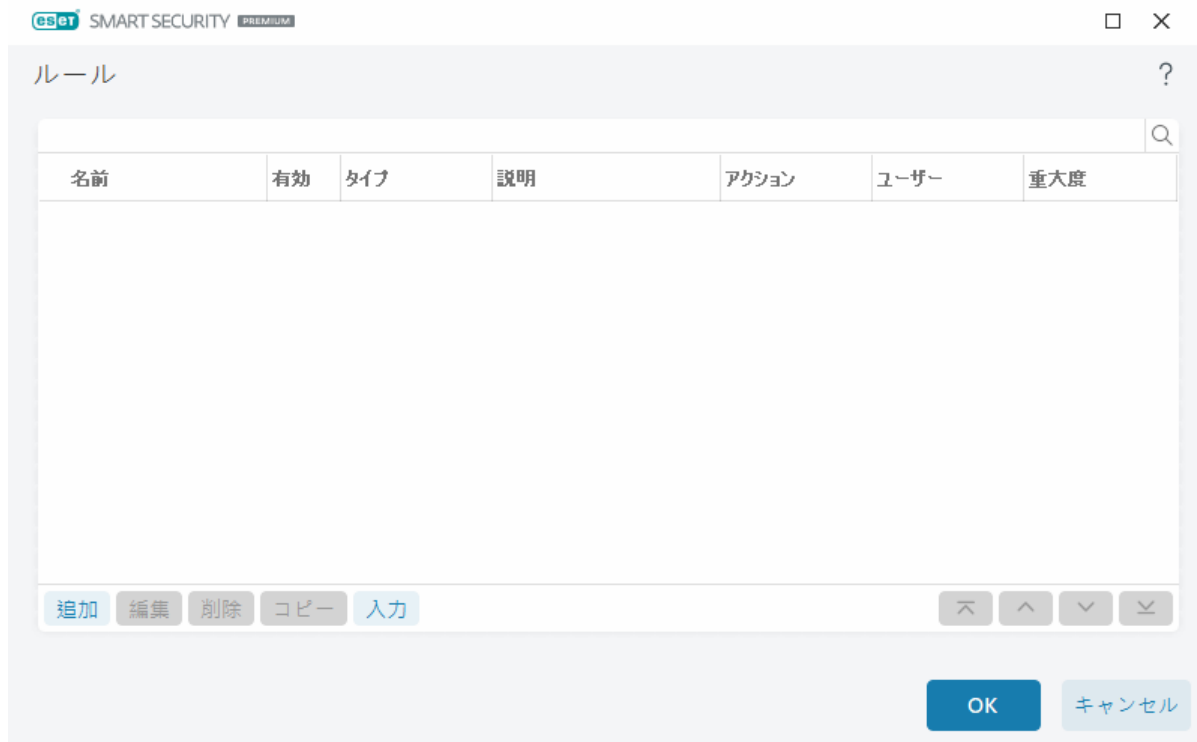 eset SMART SECURITY PREMIUM
ルール
?
名前 有効 タイプ 説明 アクション ユーザー 重大度
追加 編集 削除 コピー 入力
OK キャンセル